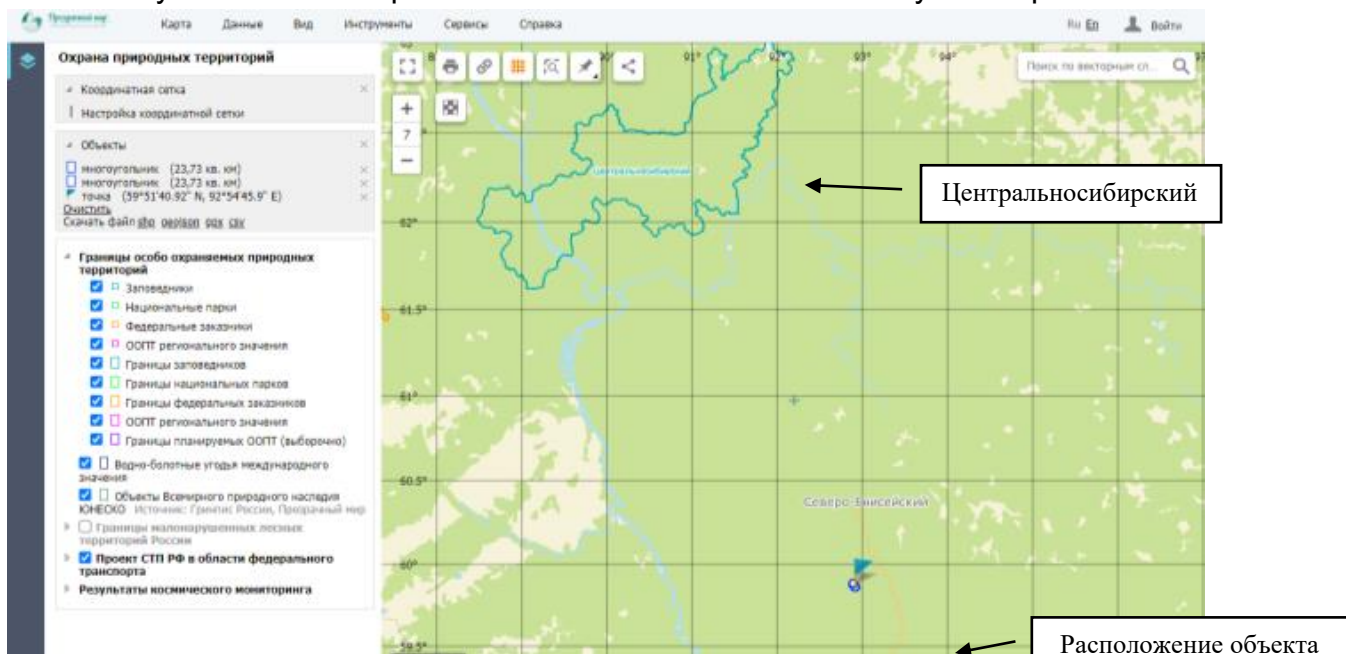 Прозрачный мир
Карта Данные Вид Инструменты Сервисы Справка
Ru En Войти
Охрана природных территорий
Координатная сетка
Настройка координатной сетки
Объекты
многоугольник (23,73 кв. км)
многоугольник (23,73 кв. км)
точка (59°51'40.92" N, 92°54'45.9" E)
Очистить
Скачать файл shp geojson gpx csv
Границы особо охраняемых природных
территорий
Заповедники
Национальные парки
Федеральные заказники
ООПТ регионального значения
Границы заповедников
Границы национальных парков
Границы федеральных заказников
ООПТ регионального значения
Границы планируемых ООПТ (выборочно)
Водно-болотные угодья международного
значения
Объекты Всемирного природного наследия
ЮНЕСКО Источник: Гринпис России, Прозрачный мир
Границы малонарушенных лесных
территорий России
Проект СТП РФ в области федерального
транспорта
Результаты космического мониторинга
7
90° 91° 93° 94°
Поиск по векторным сл...
Центральносибирский
Центральносибирский
62°
61.5°
61°
60.5°
Северо-Енисейский
60°
59.5°
Расположение объекта